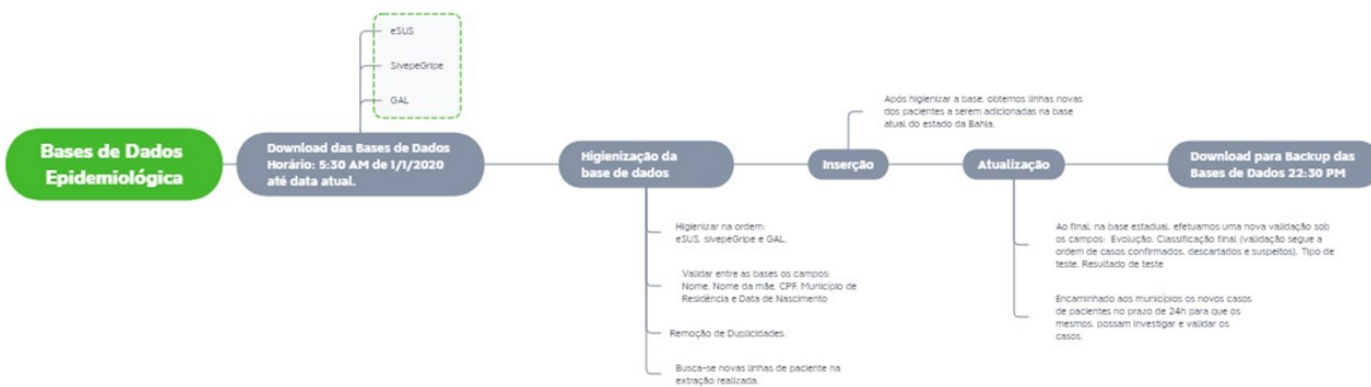 eSUS
SivepeGripe
GAL
Bases de Dados
Epidemiológica
Download das Bases de Dados
Horário: 5:30 AM de 1/1/2020
até data atual.
Higienização da
base de dados
Higienizar na ordem:
eSUS, sivepeGripe e GAL.
Validar entre as bases os campos:
Nome, Nome da mãe, CPF, Município de
Residência e Data de Nascimento
Remoção de Duplicidades.
Busca-se novas linhas de paciente na
extração realizada.
Inserção
Após higienizar a base, obtemos linhas novas
dos pacientes a serem adicionadas na base
atual do estado da Bahia.
Atualização
Ao final, na base estadual, efetuamos uma nova validação sob
os campos: Evolução, Classificação final (validação segue a
ordem de casos confirmados, descartados e suspeitos), Tipo de
teste, Resultado de teste
Encaminhado aos municípios os novos casos
de pacientes no prazo de 24h para que os
mesmos, possam investigar e validar os
casos.
Download para Backup das
Bases de Dados 22:30 PM